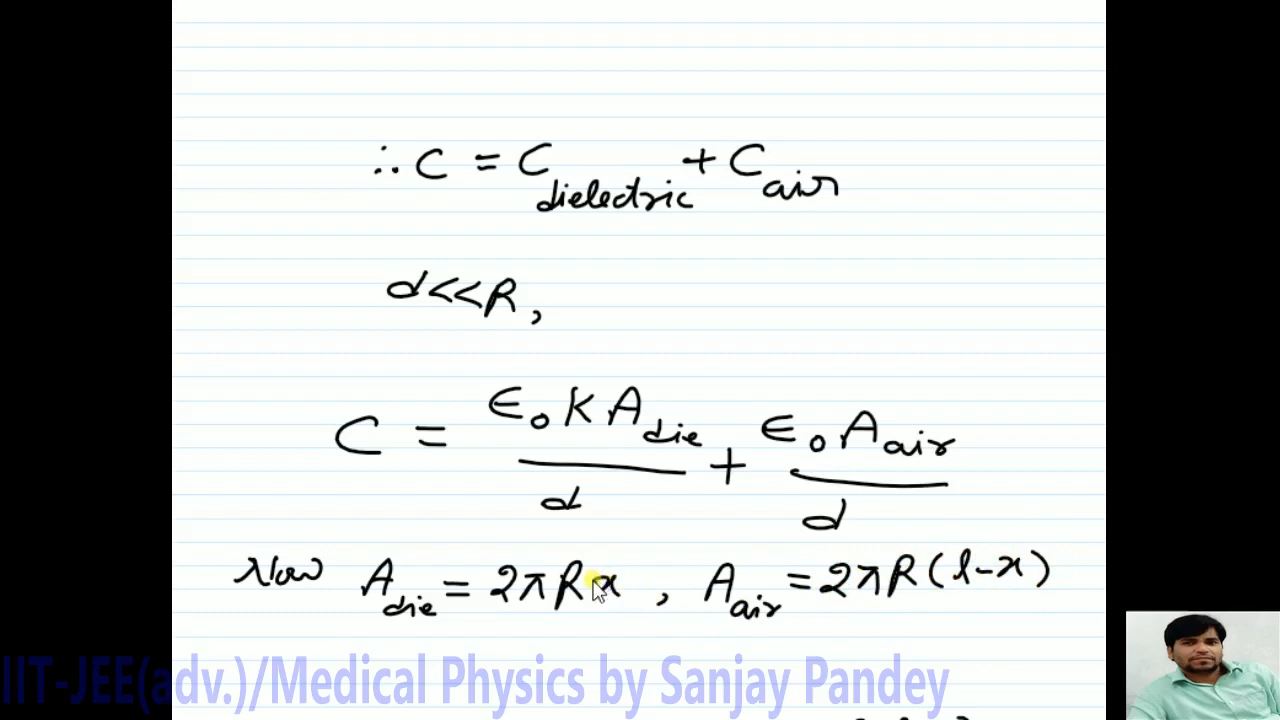 ∴ C = C_dielectric + C_air
d<<R,
C = ϵ₀KA_die/d + ϵ₀A_air/d
Now A_die = 2πRx , A_air = 2πR(l-x)
IIT-JEE(adv.)/Medical Physics by Sanjay Pandey